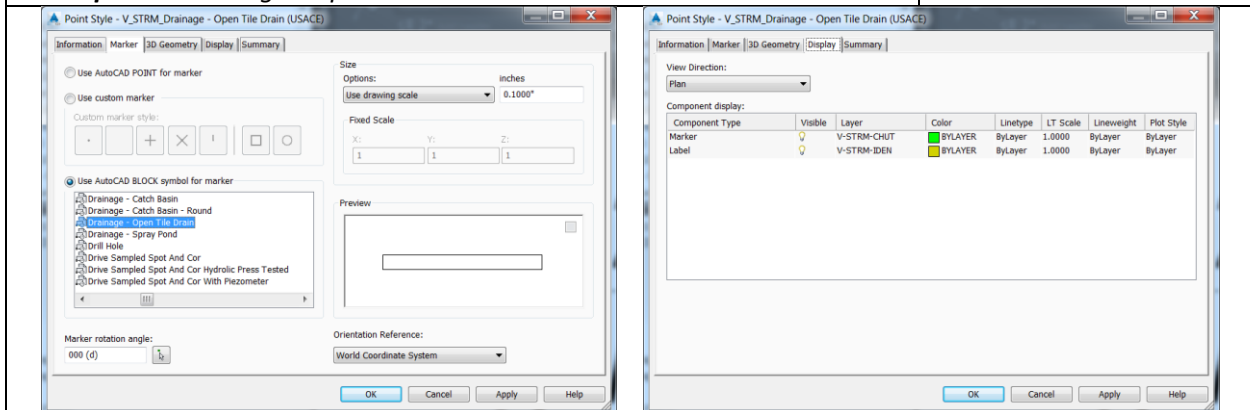 Point Style - V_STRM_Drainage - Open Tile Drain (USACE)
Information Marker 3D Geometry Display Summary
Use AutoCAD POINT for marker
Use custom marker
Custom marker style:
Use AutoCAD BLOCK symbol for marker
Drainage - Catch Basin
Drainage - Catch Basin - Round
Drainage - Open Tile Drain
Drainage - Spray Pond
Drill Hole
Drive Sampled Spot And Cor
Drive Sampled Spot And Cor Hydrolic Press Tested
Drive Sampled Spot And Cor With Piezometer
Marker rotation angle:
000 (d)
Size
Options: inches
Use drawing scale 0.1000"
Fixed Scale
X: Y: Z:
1 1 1
Preview
Orientation Reference:
World Coordinate System
OK Cancel Apply Help
Point Style - V_STRM_Drainage - Open Tile Drain (USACE)
Information Marker 3D Geometry Display Summary
View Direction:
Plan
Component display:
Component Type Visible Layer Color Linetype LT Scale Lineweight Plot Style
Marker V-STRM-CHUT BYLAYER ByLayer 1.0000 ByLayer ByLayer
Label V-STRM-IDEN BYLAYER ByLayer 1.0000 ByLayer ByLayer
OK Cancel Apply Help